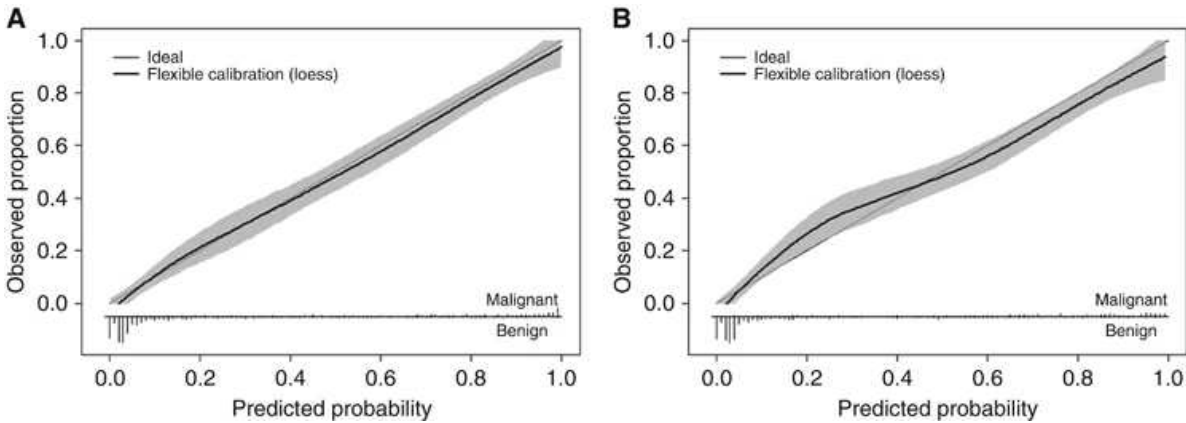 A
Ideal
Flexible calibration (loess)
Observed proportion
1.0
0.8
0.6
0.4
0.2
0.0
Malignant
Benign
0.0 0.2 0.4 0.6 0.8 1.0
Predicted probability
B
Ideal
Flexible calibration (loess)
Observed proportion
1.0
0.8
0.6
0.4
0.2
0.0
Malignant
Benign
0.0 0.2 0.4 0.6 0.8 1.0
Predicted probability